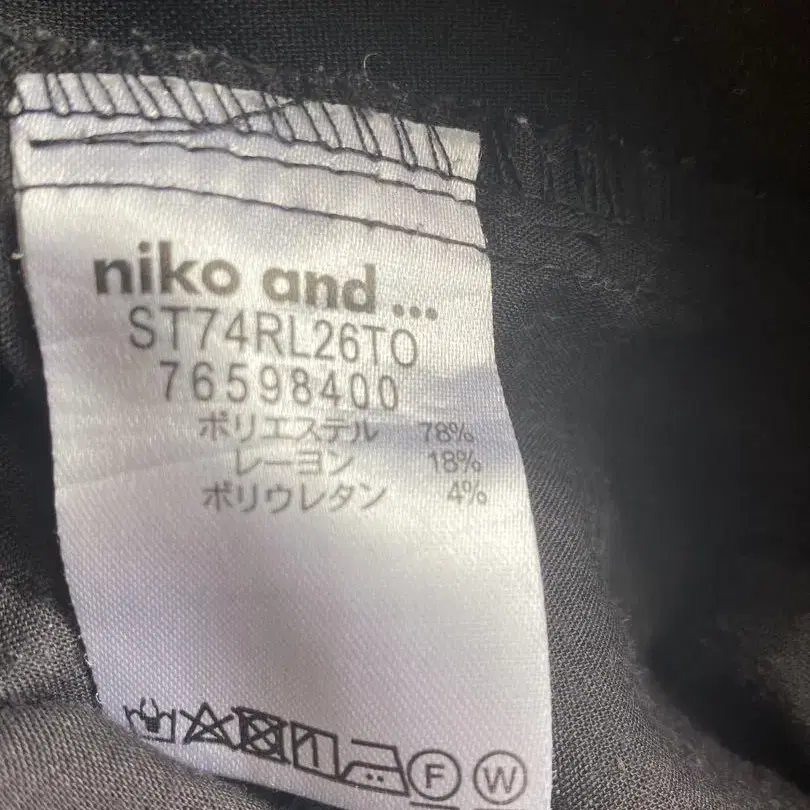 niko and ...
ST74RL26TO
76598400
ポリエステル 78%
レーヨン 18%
ポリウレタン 4%
F W